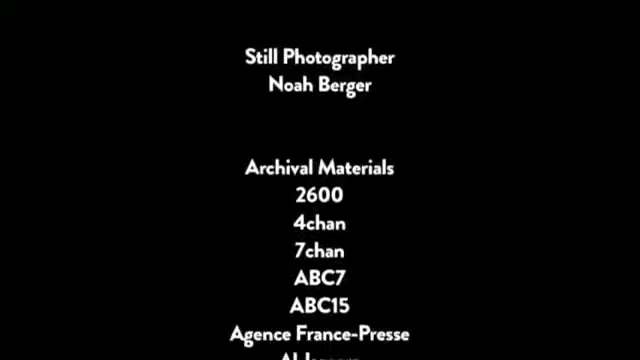 Still Photographer
Noah Berger
Archival Materials
2600
4chan
7chan
ABC7
ABC15
Agence France-Presse